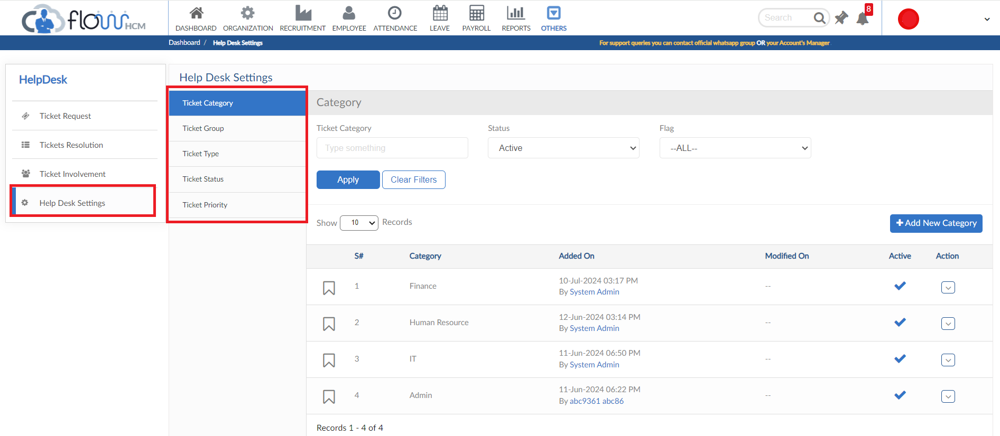 flowHCM
DASHBOARD ORGANIZATION RECRUITMENT EMPLOYEE ATTENDANCE LEAVE PAYROLL REPORTS OTHERS
Search
8
Dashboard / Help Desk Settings
For support queries you can contact official whatsapp group OR your Account's Manager
HelpDesk
Ticket Request
Tickets Resolution
Ticket Involvement
Help Desk Settings
Help Desk Settings
Ticket Category
Ticket Group
Ticket Type
Ticket Status
Ticket Priority
Category
Ticket Category Status Flag
Type something Active --ALL--
Apply Clear Filters
Show 10 Records
+ Add New Category
S# Category Added On Modified On Active Action
1 Finance 10-Jul-2024 03:17 PM --
By System Admin
2 Human Resource 12-Jun-2024 03:14 PM --
By System Admin
3 IT 11-Jun-2024 06:50 PM --
By System Admin
4 Admin 11-Jun-2024 06:22 PM --
By abc9361 abc86
Records 1 - 4 of 4